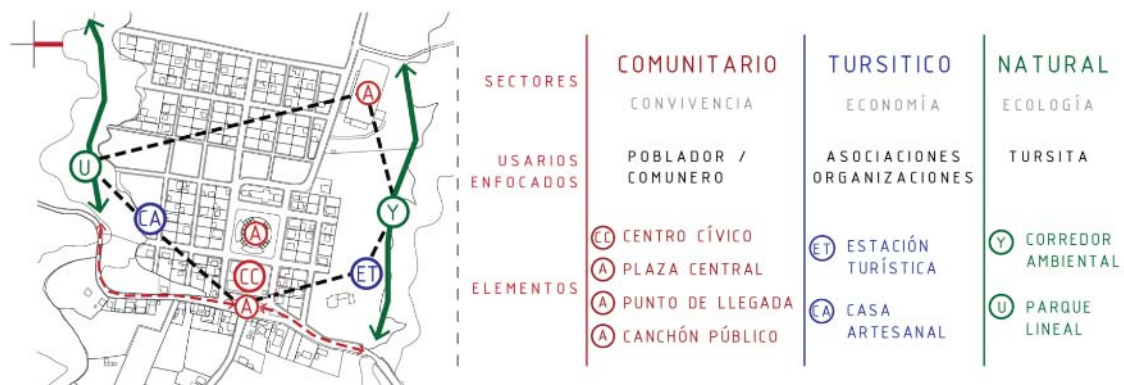 A
U
CA
A
Y
CC
ET
A
SECTORES
COMUNITARIO
TURSITICO
NATURAL
CONVIVENCIA
ECONOMÍA
ECOLOGÍA
USARIOS
ENFOCADOS
POBLADOR /
COMUNERO
ASOCIACIONES
ORGANIZACIONES
TURSITA
ELEMENTOS
CC CENTRO CÍVICO
A PLAZA CENTRAL
A PUNTO DE LLEGADA
A CANCHÓN PÚBLICO
ET ESTACIÓN
TURÍSTICA
CA CASA
ARTESANAL
Y CORREDOR
AMBIENTAL
U PARQUE
LINEAL